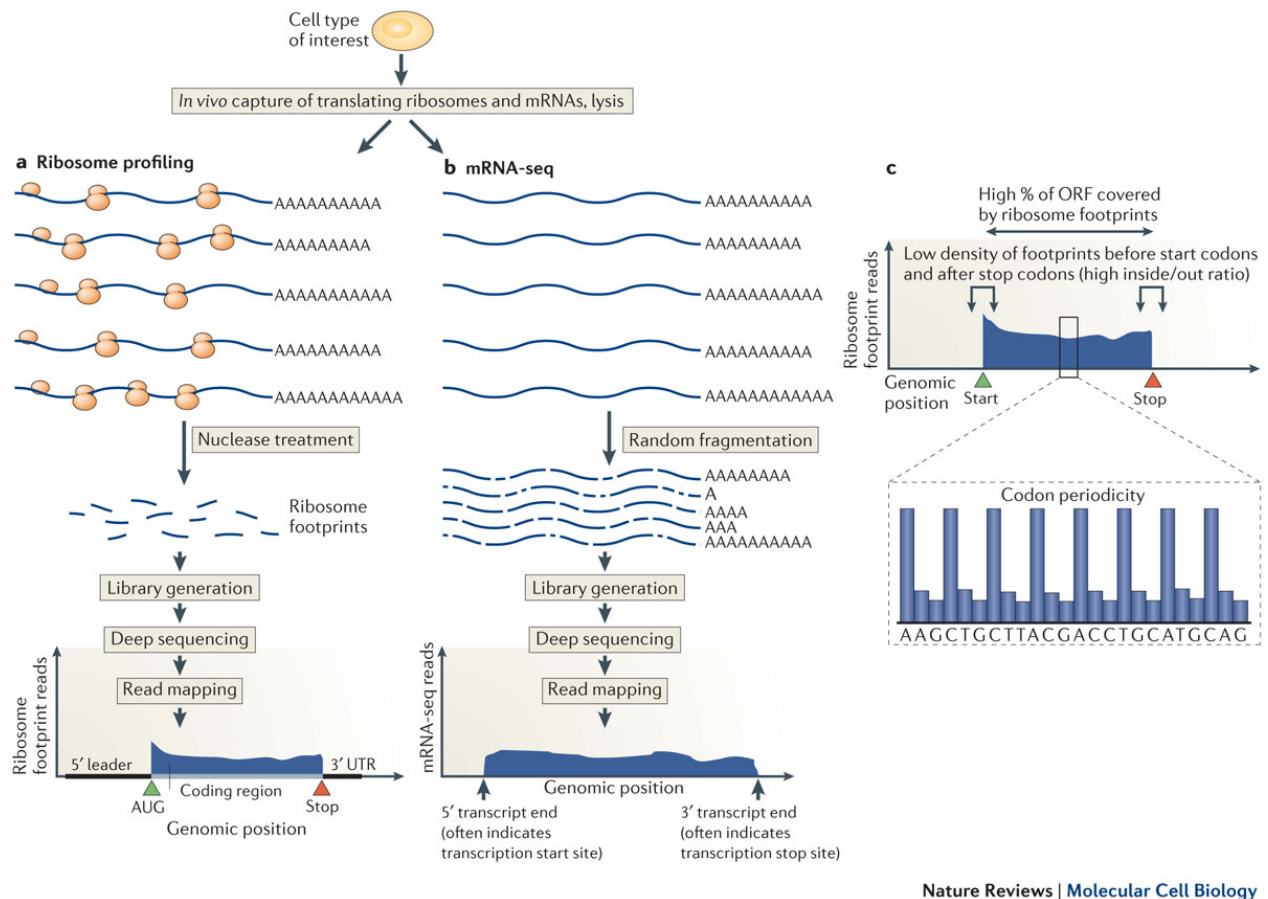 Cell type
of interest
In vivo capture of translating ribosomes and mRNAs, lysis
a Ribosome profiling
AAAAAAAAAA
AAAAAAAAA
AAAAAAAAAAA
AAAAAAAAAA
AAAAAAAAAAAA
Nuclease treatment
Ribosome
footprints
Library generation
Deep sequencing
Read mapping
Ribosome
footprint reads
5′ leader
3′ UTR
Coding region
AUG
Stop
Genomic position
b mRNA-seq
AAAAAAAAAA
AAAAAAAAA
AAAAAAAAAAA
AAAAAAAAAA
AAAAAAAAAAAA
Random fragmentation
AAAAAAAA
A
AAAA
AAA
AAAAAAAAAA
Library generation
Deep sequencing
Read mapping
mRNA-seq reads
Genomic position
5′ transcript end
(often indicates
transcription start site)
3′ transcript end
(often indicates
transcription stop site)
c
High % of ORF covered
by ribosome footprints
Low density of footprints before start codons
and after stop codons (high inside/out ratio)
Ribosome
footprint reads
Genomic
position
Start
Stop
Codon periodicity
AAGCTGCTTACGACCTGCATGCAG
Nature Reviews | Molecular Cell Biology